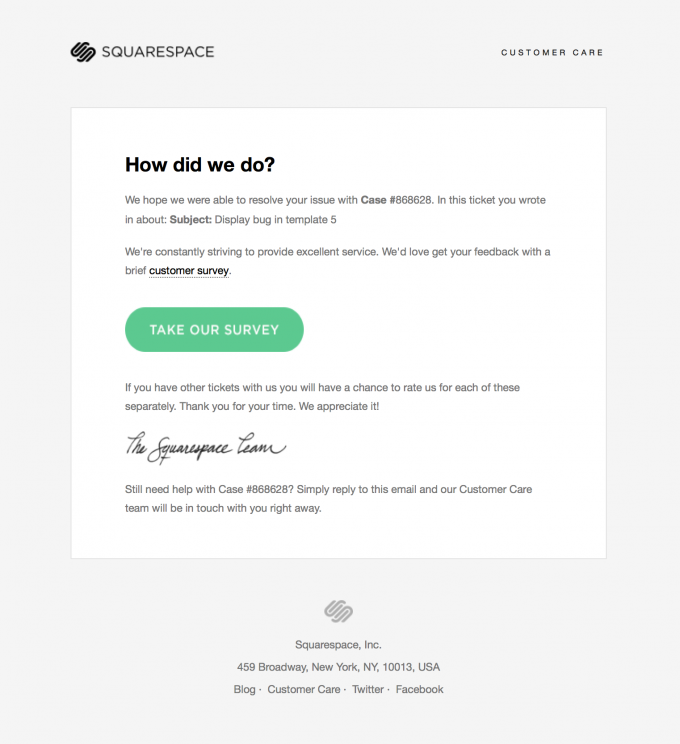 SQUARESPACE
CUSTOMER CARE
How did we do?
We hope we were able to resolve your issue with Case #868628. In this ticket you wrote
in about: Subject: Display bug in template 5
We're constantly striving to provide excellent service. We'd love get your feedback with a
brief customer survey.
TAKE OUR SURVEY
If you have other tickets with us you will have a chance to rate us for each of these
separately. Thank you for your time. We appreciate it!
The Squarespace Team
Still need help with Case #868628? Simply reply to this email and our Customer Care
team will be in touch with you right away.
Squarespace, Inc.
459 Broadway, New York, NY, 10013, USA
Blog · Customer Care · Twitter · Facebook